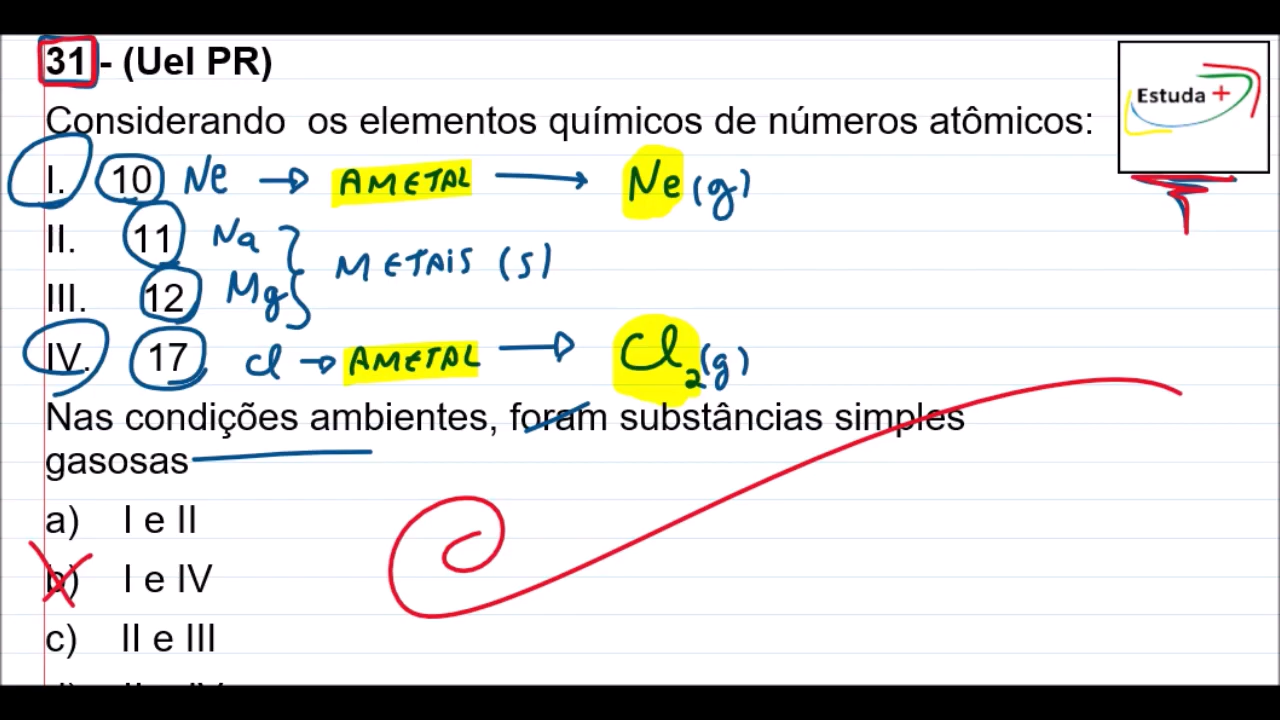 31 - (Uel PR)
Estuda +
Considerando os elementos químicos de números atômicos:
I. 10 Ne → AMETAL → Ne (g)
II. 11 Na
METAIS (s)
III. 12 Mg
IV. 17 Cl → AMETAL → Cl2 (g)
Nas condições ambientes, foram substâncias simples
gasosas
a) I e II
b) I e IV
c) II e III